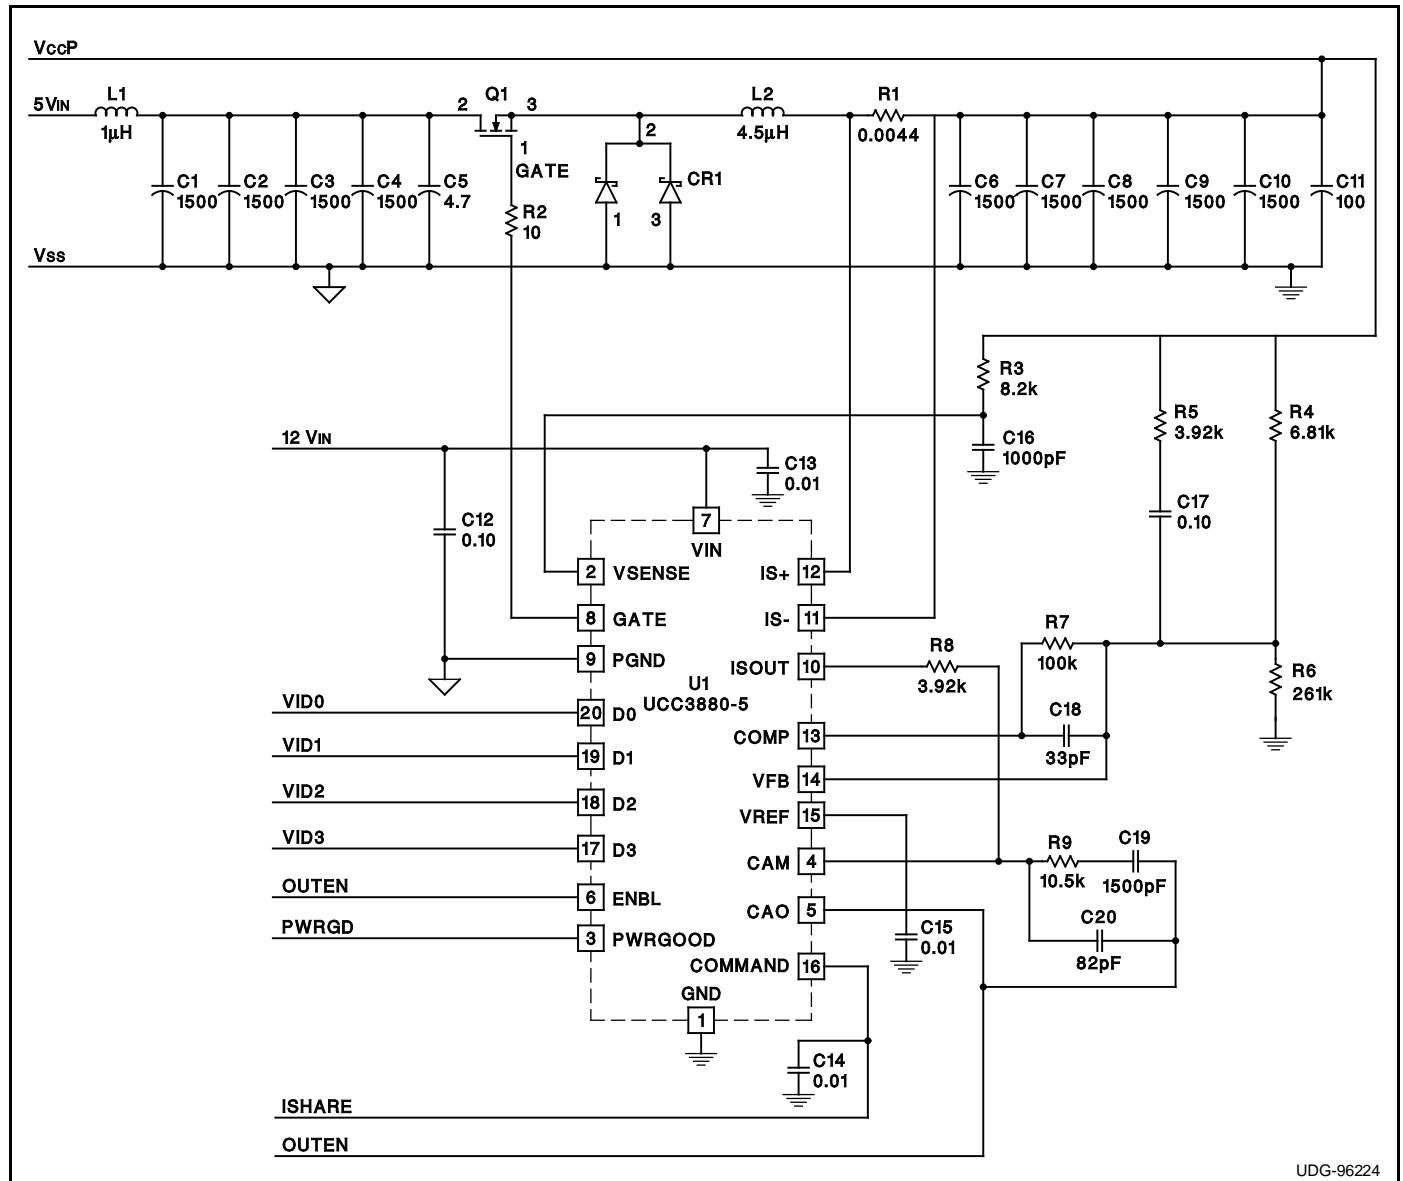 VCCP
5VIN
L1
1µH
2
Q1
3
1
GATE
L2
4.5µH
R1
0.0044
2
CR1
1
3
C1
1500
C2
1500
C3
1500
C4
1500
C5
4.7
R2
10
C6
1500
C7
1500
C8
1500
C9
1500
C10
1500
C11
100
VSS
R3
8.2k
C16
1000pF
R5
3.92k
R4
6.81k
12 VIN
C13
0.01
C12
0.10
C17
0.10
7
VIN
2
VSENSE
IS+
12
8
GATE
IS-
11
9
PGND
ISOUT
10
R8
3.92k
R7
100k
R6
261k
U1
UCC3880-5
VID0
20
D0
COMP
13
C18
33pF
VID1
19
D1
VFB
14
VID2
18
D2
VREF
15
VID3
17
D3
CAM
4
R9
10.5k
C19
1500pF
OUTEN
6
ENBL
CAO
5
C20
82pF
PWRGD
3
PWRGOOD
C15
0.01
COMMAND
16
GND
1
C14
0.01
ISHARE
OUTEN
UDG-96224